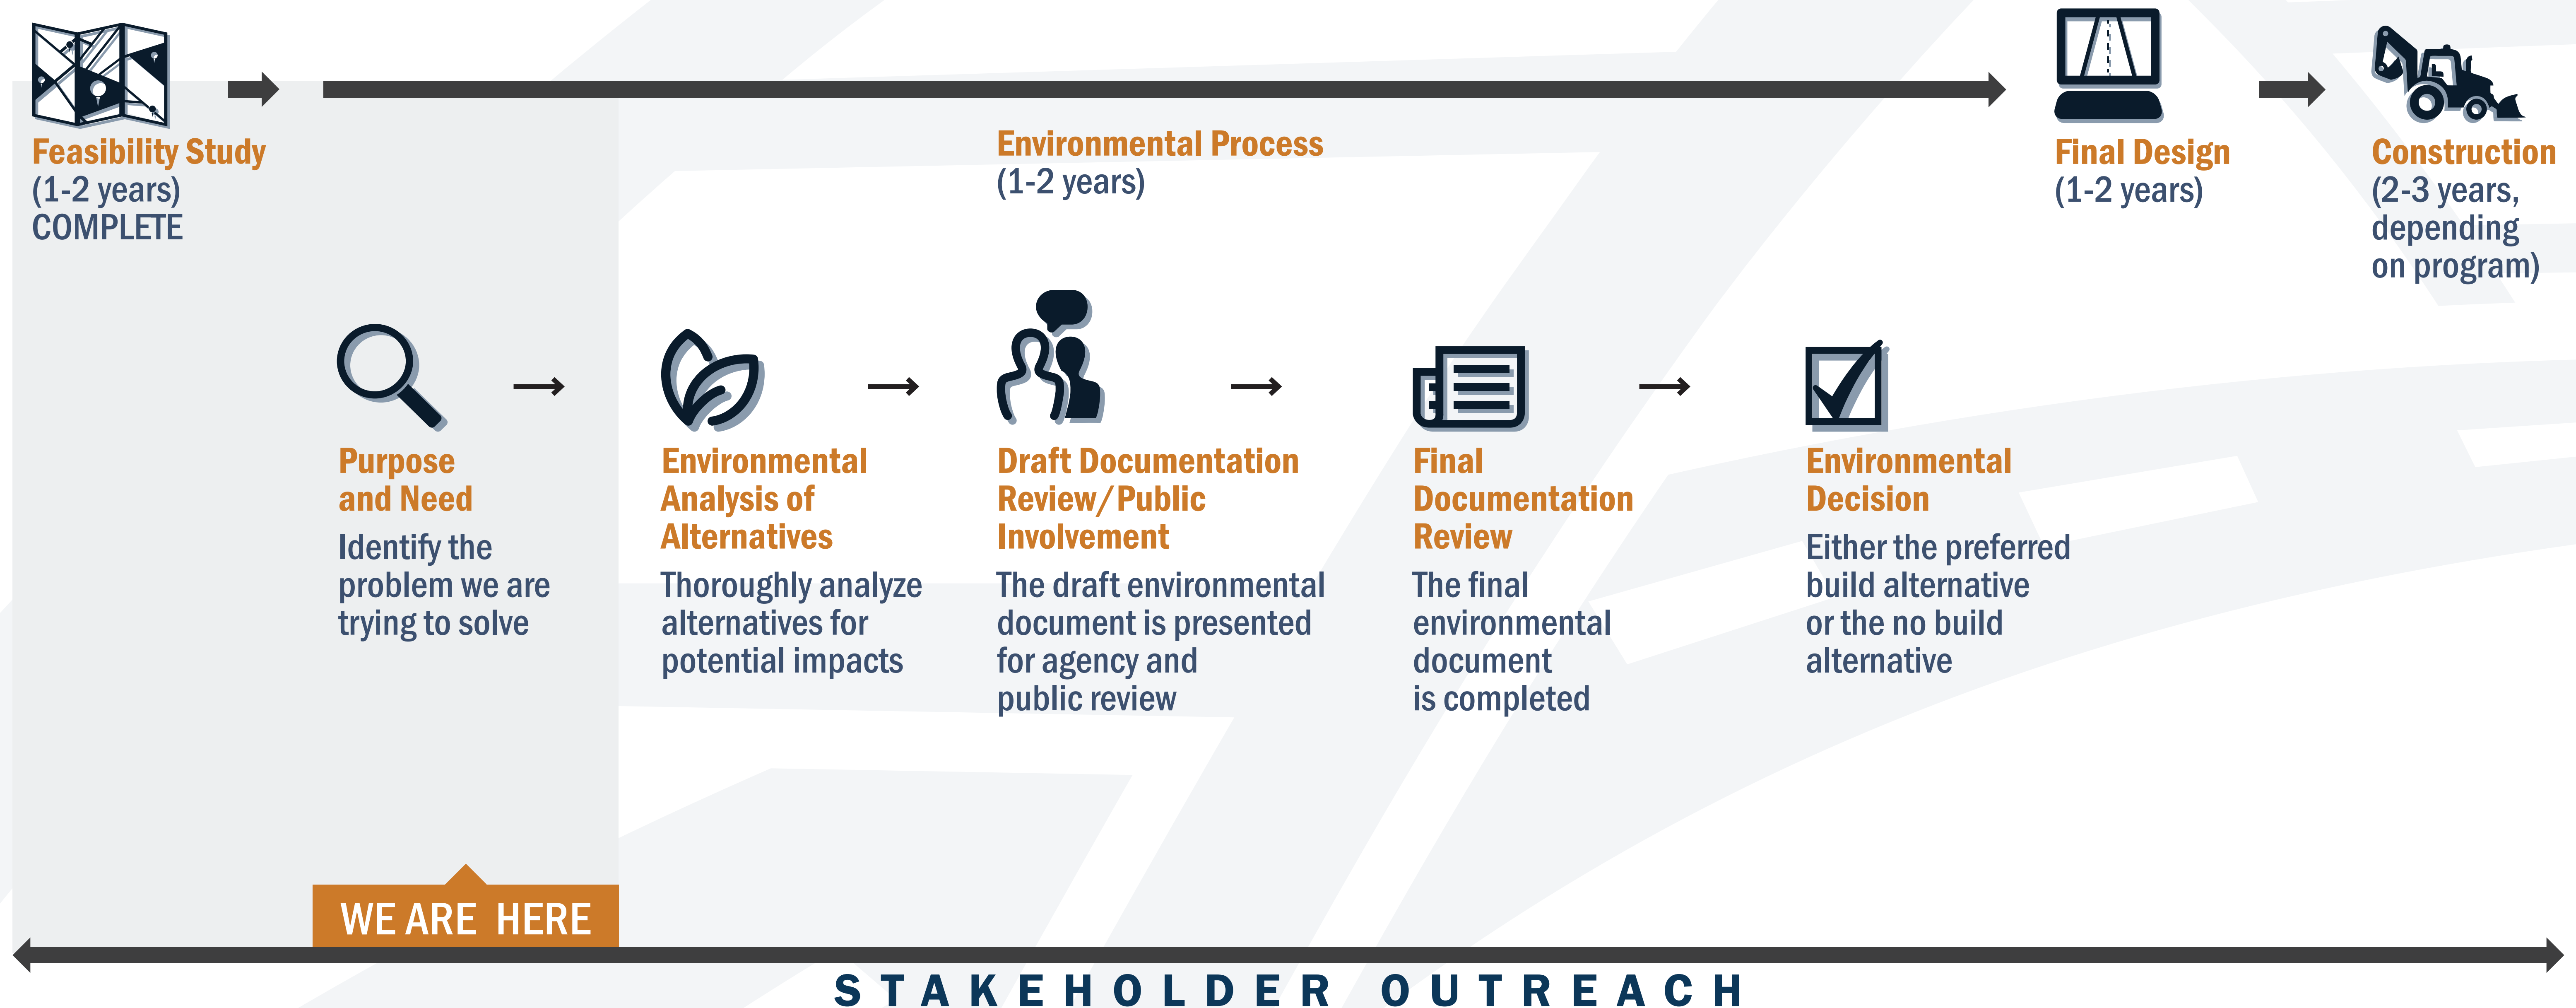 Feasibility Study
(1-2 years)
COMPLETE
Environmental Process
(1-2 years)
Final Design
(1-2 years)
Construction
(2-3 years,
depending
on program)
Purpose
and Need
Identify the
problem we are
trying to solve
Environmental
Analysis of
Alternatives
Thoroughly analyze
alternatives for
potential impacts
Draft Documentation
Review/Public
Involvement
The draft environmental
document is presented
for agency and
public review
Final
Documentation
Review
The final
environmental
document
is completed
Environmental
Decision
Either the preferred
build alternative
or the no build
alternative
WE ARE HERE
STAKEHOLDER OUTREACH